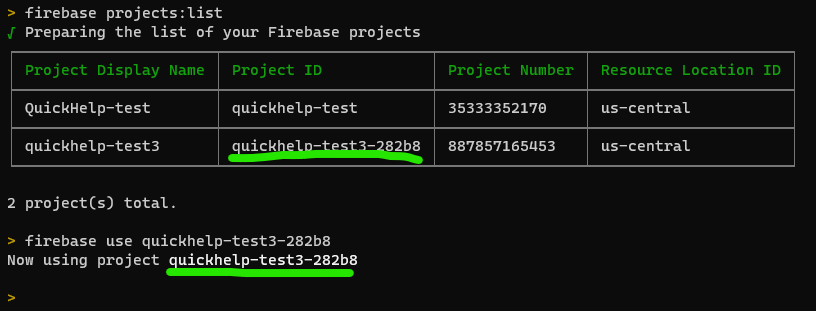 > firebase projects:list
√ Preparing the list of your Firebase projects
Project Display Name Project ID Project Number Resource Location ID
QuickHelp-test quickhelp-test 35333352170 us-central
quickhelp-test3 quickhelp-test3-282b8 887857165453 us-central
2 project(s) total.
> firebase use quickhelp-test3-282b8
Now using project quickhelp-test3-282b8
>